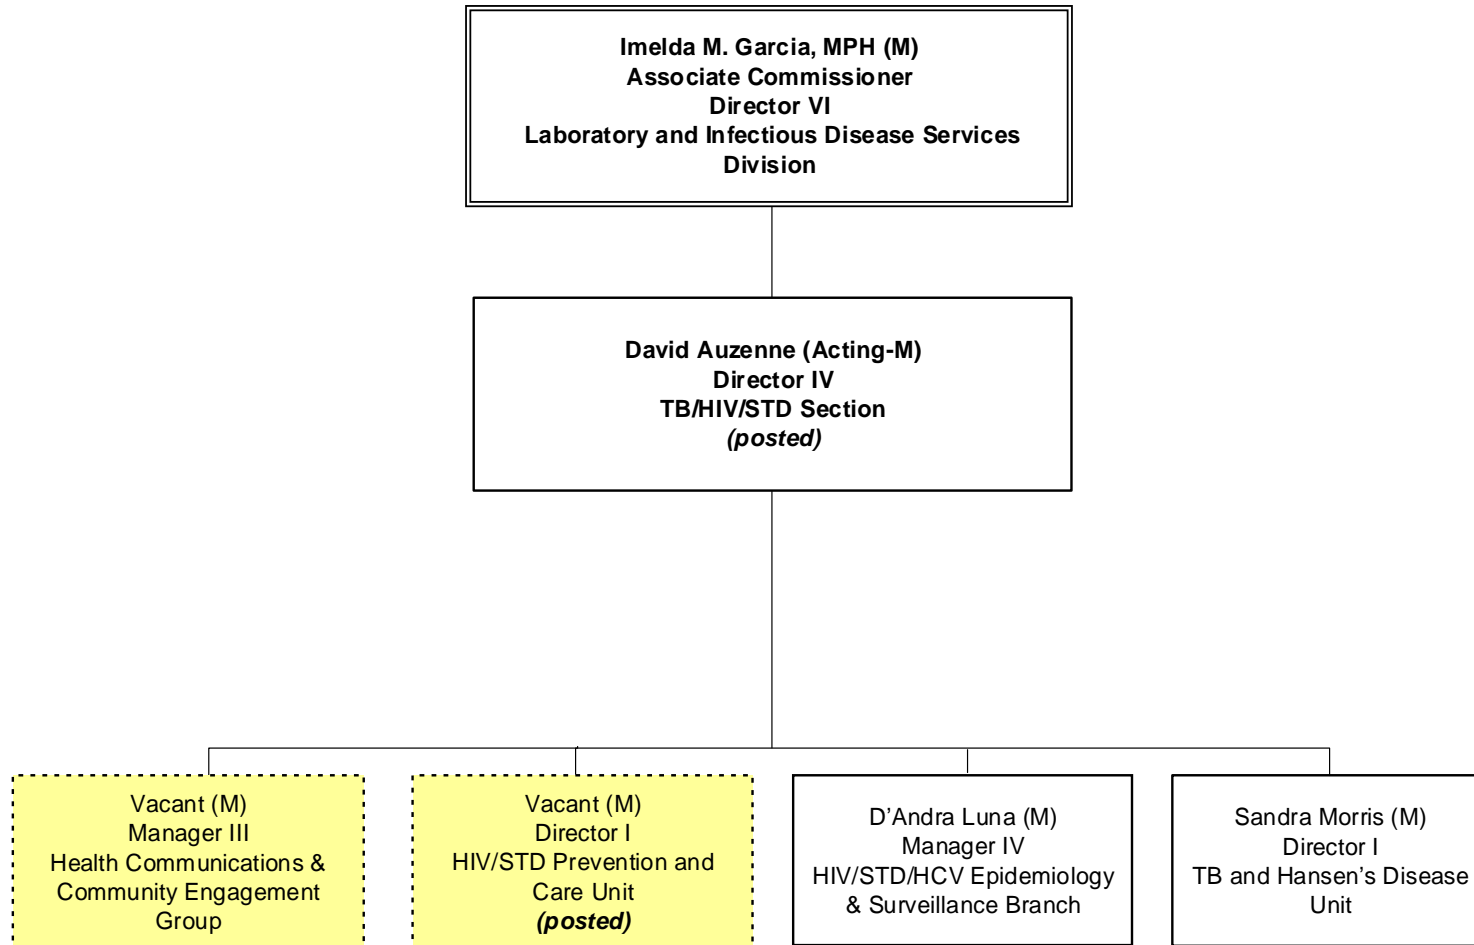 Imelda M. Garcia, MPH (M)
Associate Commissioner
Director VI
Laboratory and Infectious Disease Services
Division
David Auzenne (Acting-M)
Director IV
TB/HIV/STD Section
(posted)
Vacant (M)
Manager III
Health Communications &
Community Engagement
Group
Vacant (M)
Director I
HIV/STD Prevention and
Care Unit
(posted)
D’Andra Luna (M)
Manager IV
HIV/STD/HCV Epidemiology
& Surveillance Branch
Sandra Morris (M)
Director I
TB and Hansen’s Disease
Unit